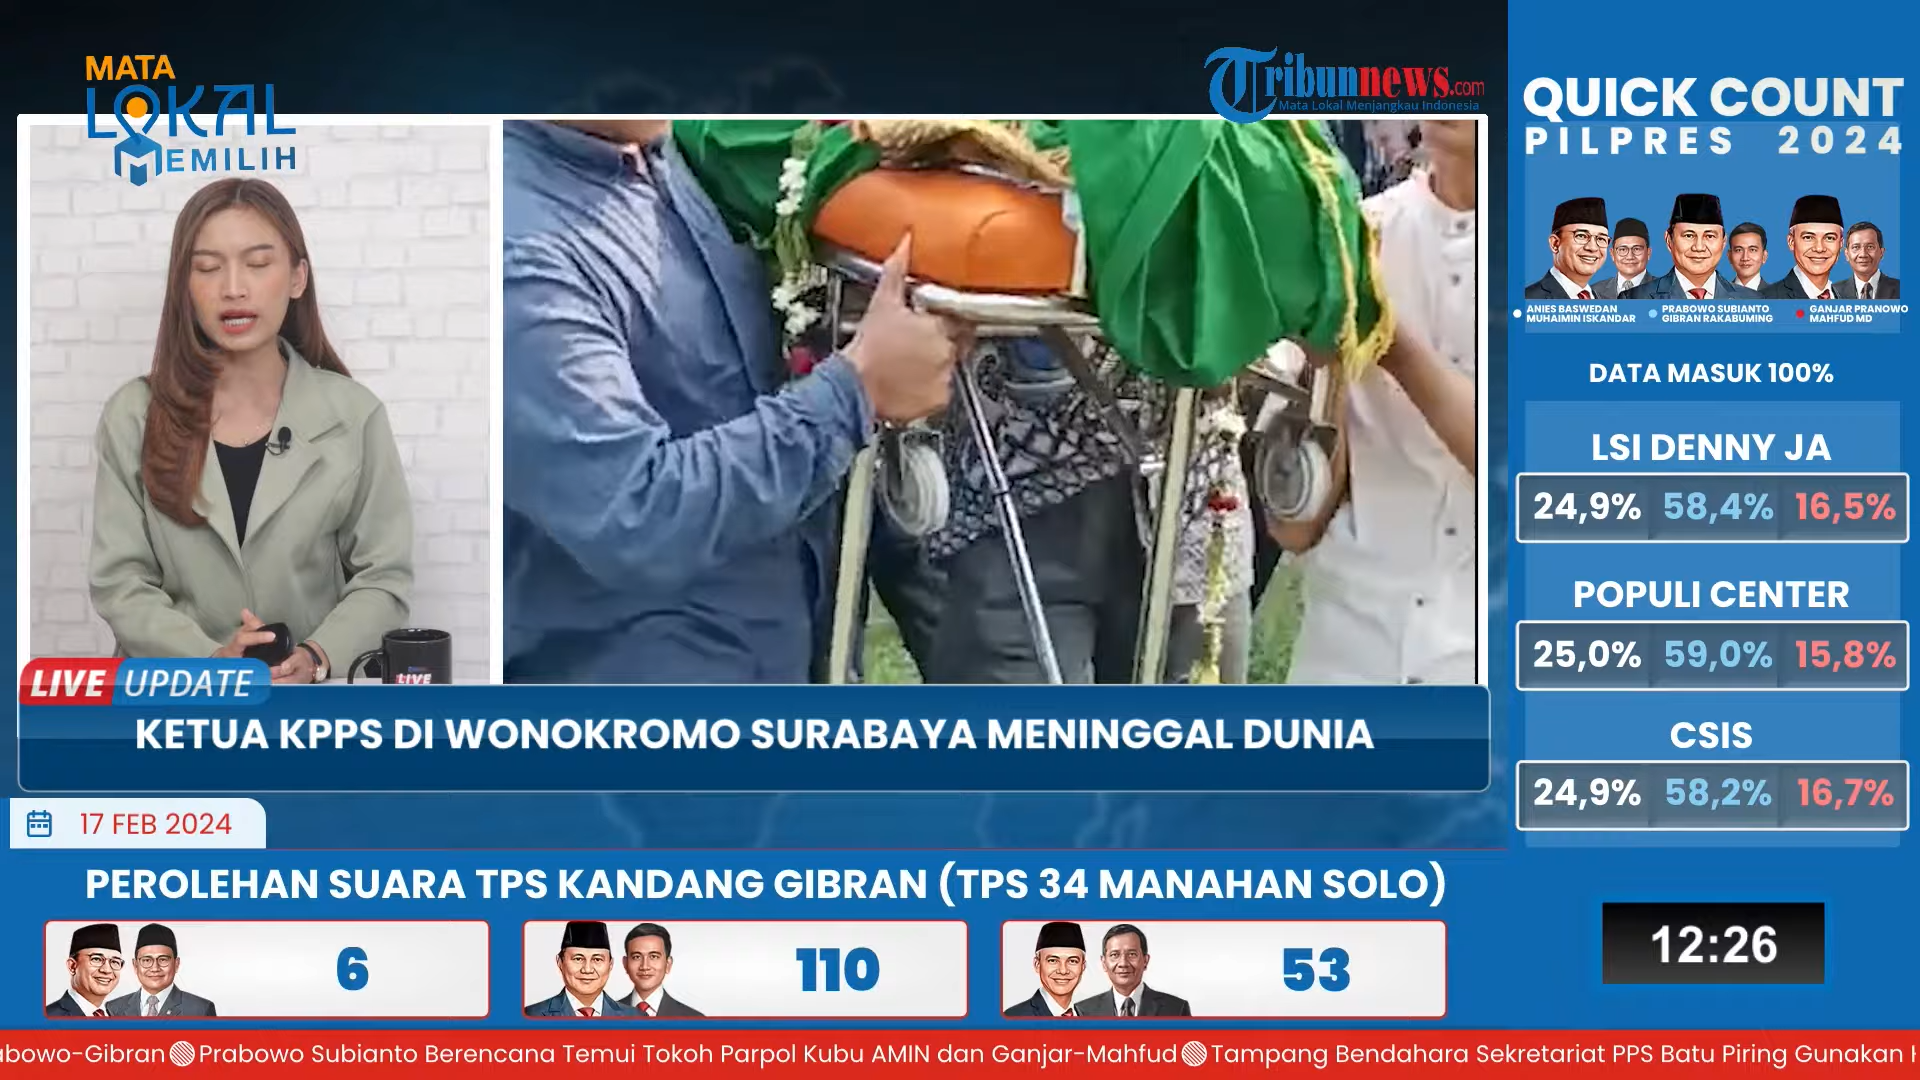 MATA
LOKAL
MEMILIH
Tribunnews.com
Mata Lokal Menjangkau Indonesia
LIVE
LIVE UPDATE
KETUA KPPS DI WONOKROMO SURABAYA MENINGGAL DUNIA
17 FEB 2024
PEROLEHAN SUARA TPS KANDANG GIBRAN (TPS 34 MANAHAN SOLO)
6
110
53
QUICK COUNT
PILPRES 2024
ANIES BASWEDAN
MUHAIMIN ISKANDAR
PRABOWO SUBIANTO
GIBRAN RAKABUMING
GANJAR PRANOWO
MAHFUD MD
DATA MASUK 100%
LSI DENNY JA
24,9% 58,4% 16,5%
POPULI CENTER
25,0% 59,0% 15,8%
CSIS
24,9% 58,2% 16,7%
12:26
abowo-Gibran Prabowo Subianto Berencana Temui Tokoh Parpol Kubu AMIN dan Ganjar-Mahfud Tampang Bendahara Sekretariat PPS Batu Piring Gunakan